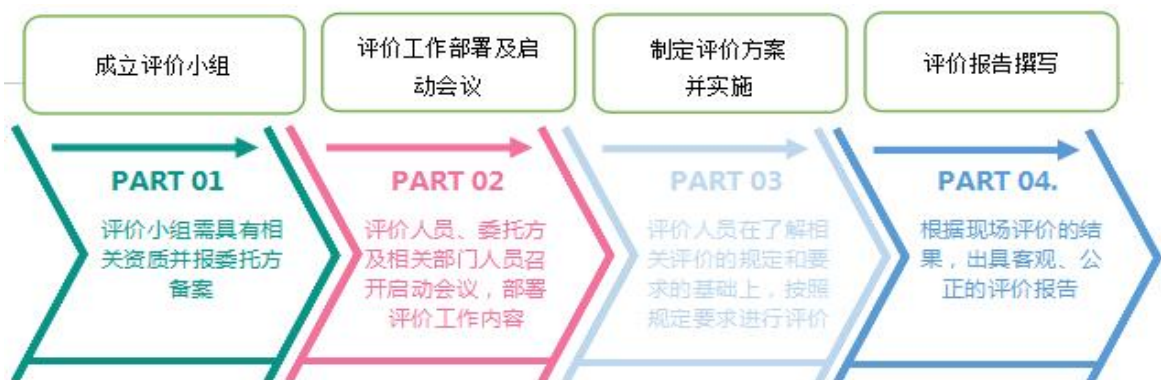 成立评价小组
评价工作部署及启
动会议
制定评价方案
并实施
评价报告撰写
PART 01
评价小组需具有相
关资质并报委托方
备案
PART 02
评价人员、委托方
及相关部门人员召
开启动会议，部署
评价工作内容
PART 03
评价人员在了解相
关评价的规定和要
求的基础上，按照
规定要求进行评价
PART 04.
根据现场评价的结
果，出具客观、公
正的评价报告